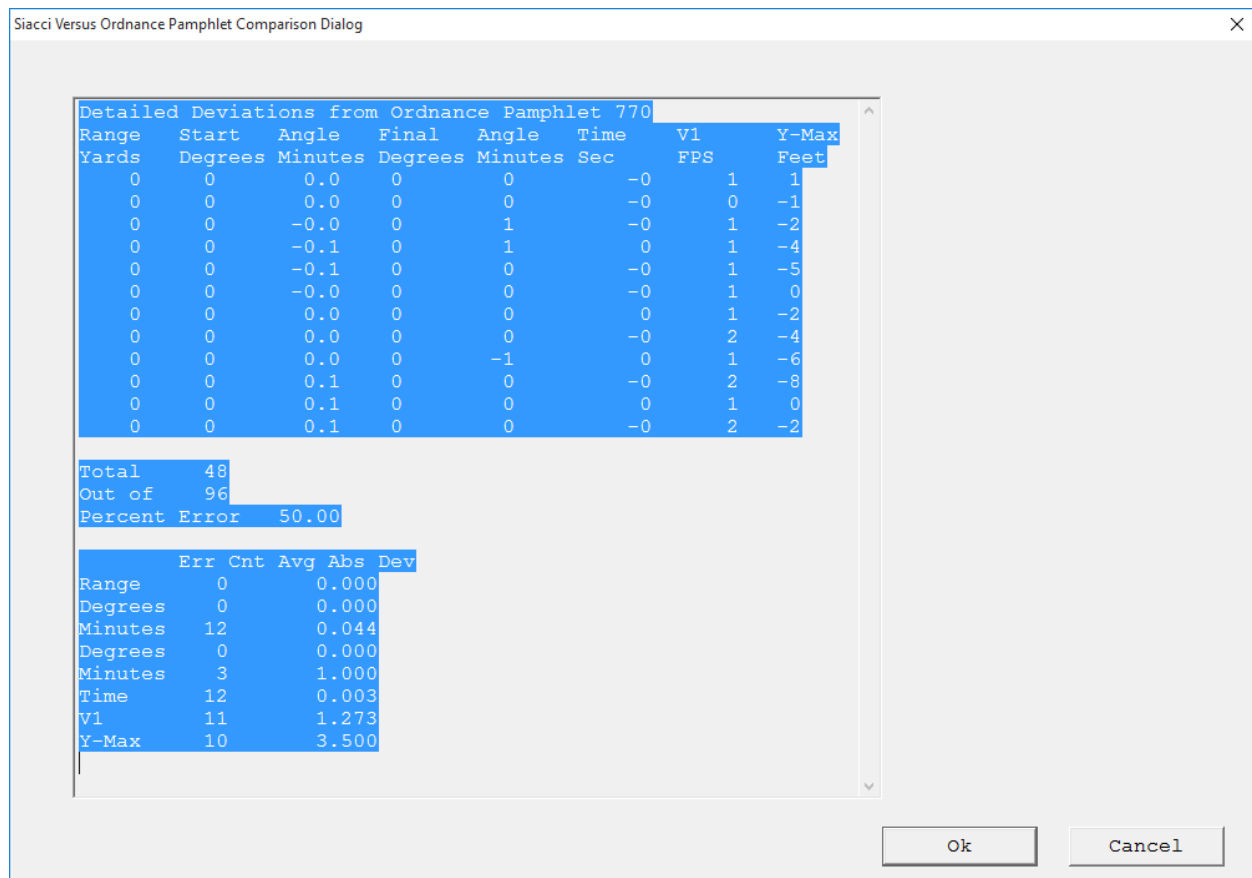 Siacci Versus Ordnance Pamphlet Comparison Dialog
Detailed Deviations from Ordnance Pamphlet 770
Range Start Angle Final Angle Time V1 Y-Max
Yards Degrees Minutes Degrees Minutes Sec FPS Feet
0 0 0.0 0 0 -0 1 1
0 0 0.0 0 0 -0 0 -1
0 0 -0.0 0 1 -0 1 -2
0 0 -0.1 0 1 0 1 -4
0 0 -0.1 0 0 -0 1 -5
0 0 -0.0 0 0 -0 1 0
0 0 0.0 0 0 0 1 -2
0 0 0.0 0 0 -0 2 -4
0 0 0.0 0 -1 0 1 -6
0 0 0.1 0 0 -0 2 -8
0 0 0.1 0 0 0 1 0
0 0 0.1 0 0 -0 2 -2
Total 48
Out of 96
Percent Error 50.00
Err Cnt Avg Abs Dev
Range 0 0.000
Degrees 0 0.000
Minutes 12 0.044
Degrees 0 0.000
Minutes 3 1.000
Time 12 0.003
V1 11 1.273
Y-Max 10 3.500
Ok Cancel